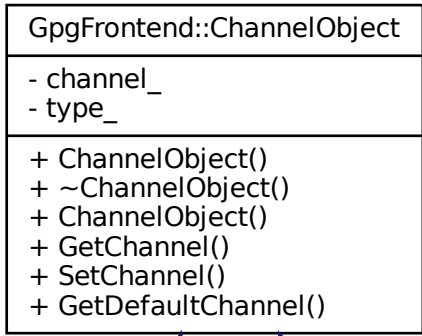 GpgFrontend::ChannelObject
- channel_
- type_
+ ChannelObject()
+ ~ChannelObject()
+ ChannelObject()
+ GetChannel()
+ SetChannel()
+ GetDefaultChannel()